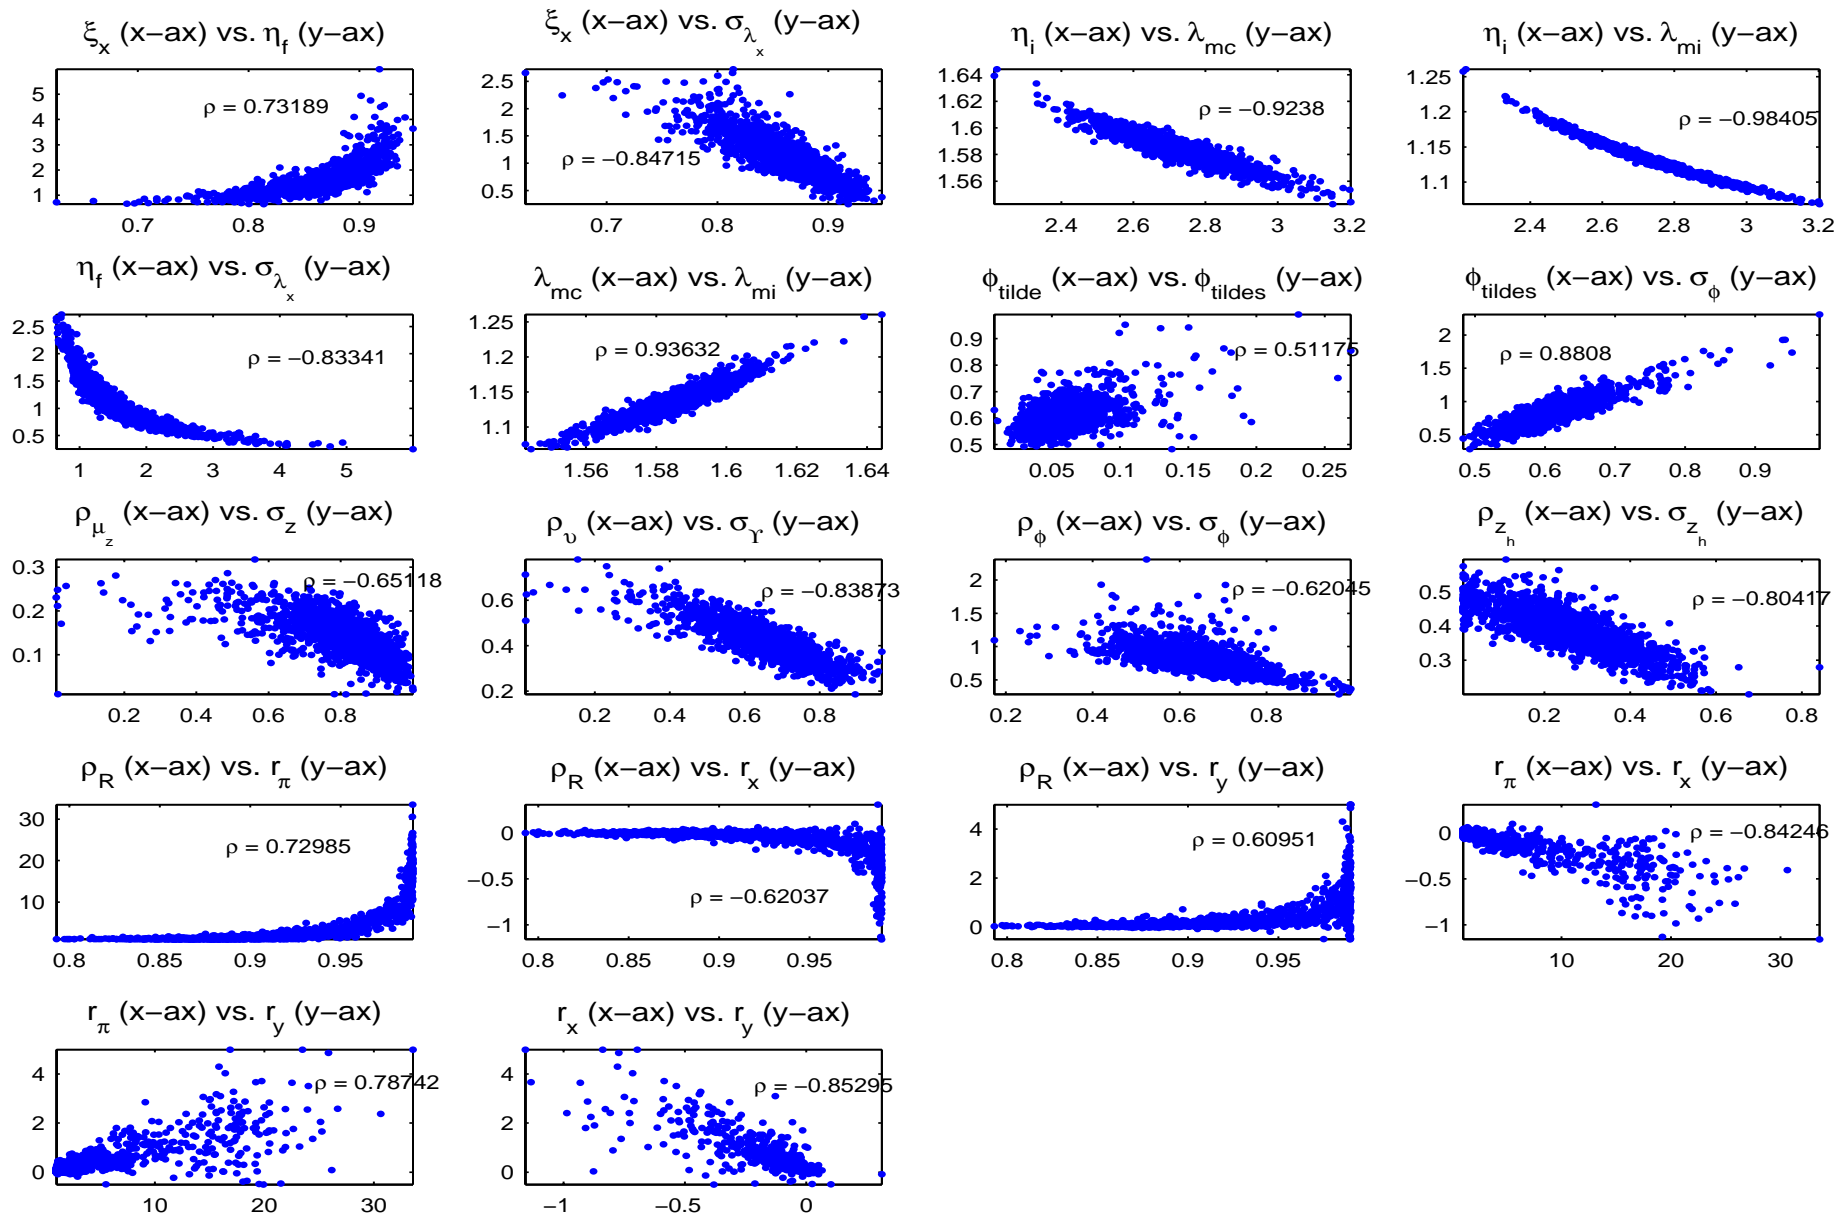 ξx (x−ax) vs. ηf (y−ax)
5
4
3
2
1
ρ = 0.73189
0.7 0.8 0.9
ξx (x−ax) vs. σλx (y−ax)
2.5
2
1.5
1
0.5
ρ = −0.84715
0.7 0.8 0.9
ηi (x−ax) vs. λmc (y−ax)
1.64
1.62
1.6
1.58
1.56
ρ = −0.9238
2.4 2.6 2.8 3 3.2
ηi (x−ax) vs. λmi (y−ax)
1.25
1.2
1.15
1.1
ρ = −0.98405
2.4 2.6 2.8 3 3.2
ηf (x−ax) vs. σλx (y−ax)
2.5
2
1.5
1
0.5
ρ = −0.83341
1 2 3 4 5
λmc (x−ax) vs. λmi (y−ax)
1.25
1.2
1.15
1.1
ρ = 0.93632
1.56 1.58 1.6 1.62 1.64
ϕtilde (x−ax) vs. ϕtildes (y−ax)
0.9
0.8
0.7
0.6
0.5
ρ = 0.51175
0.05 0.1 0.15 0.2 0.25
ϕtildes (x−ax) vs. σϕ (y−ax)
2
1.5
1
0.5
ρ = 0.8808
0.5 0.6 0.7 0.8 0.9
ρμz (x−ax) vs. σz (y−ax)
0.3
0.2
0.1
ρ = −0.65118
0.2 0.4 0.6 0.8
ρυ (x−ax) vs. σϒ (y−ax)
0.6
0.4
0.2
ρ = −0.83873
0.2 0.4 0.6 0.8
ρϕ (x−ax) vs. σϕ (y−ax)
2
1.5
1
0.5
ρ = −0.62045
0.2 0.4 0.6 0.8
ρzh (x−ax) vs. σzh (y−ax)
0.5
0.4
0.3
ρ = −0.80417
0.2 0.4 0.6 0.8
ρR (x−ax) vs. rπ (y−ax)
30
20
10
ρ = 0.72985
0.8 0.85 0.9 0.95
ρR (x−ax) vs. rx (y−ax)
0
−0.5
−1
ρ = −0.62037
0.8 0.85 0.9 0.95
ρR (x−ax) vs. ry (y−ax)
4
2
0
ρ = 0.60951
0.8 0.85 0.9 0.95
rπ (x−ax) vs. rx (y−ax)
0
−0.5
−1
ρ = −0.84246
10 20 30
rπ (x−ax) vs. ry (y−ax)
4
2
0
ρ = 0.78742
10 20 30
rx (x−ax) vs. ry (y−ax)
4
2
0
ρ = −0.85295
−1 −0.5 0